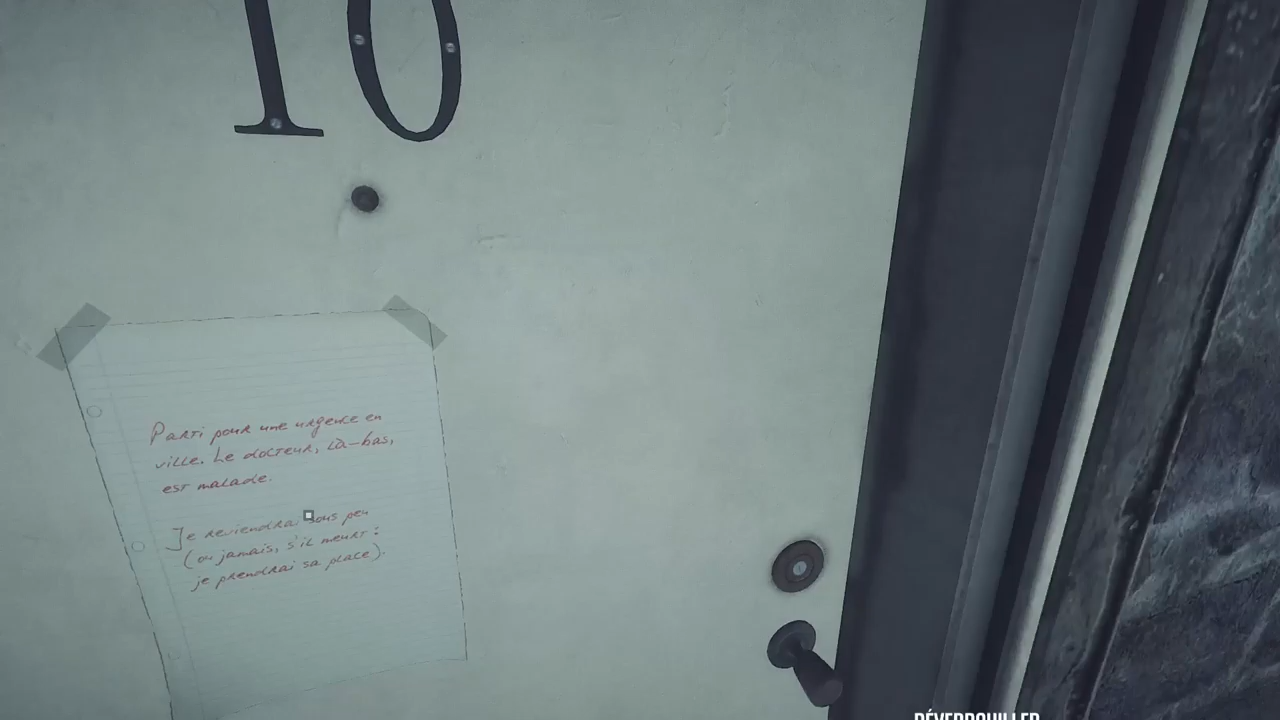 10
Parti pour une urgence en
ville. Le docteur, là-bas,
est malade.
Je reviendrai sous peu
(ou jamais, s'il meurt :
je prendrai sa place).
DÉVERROUILLER